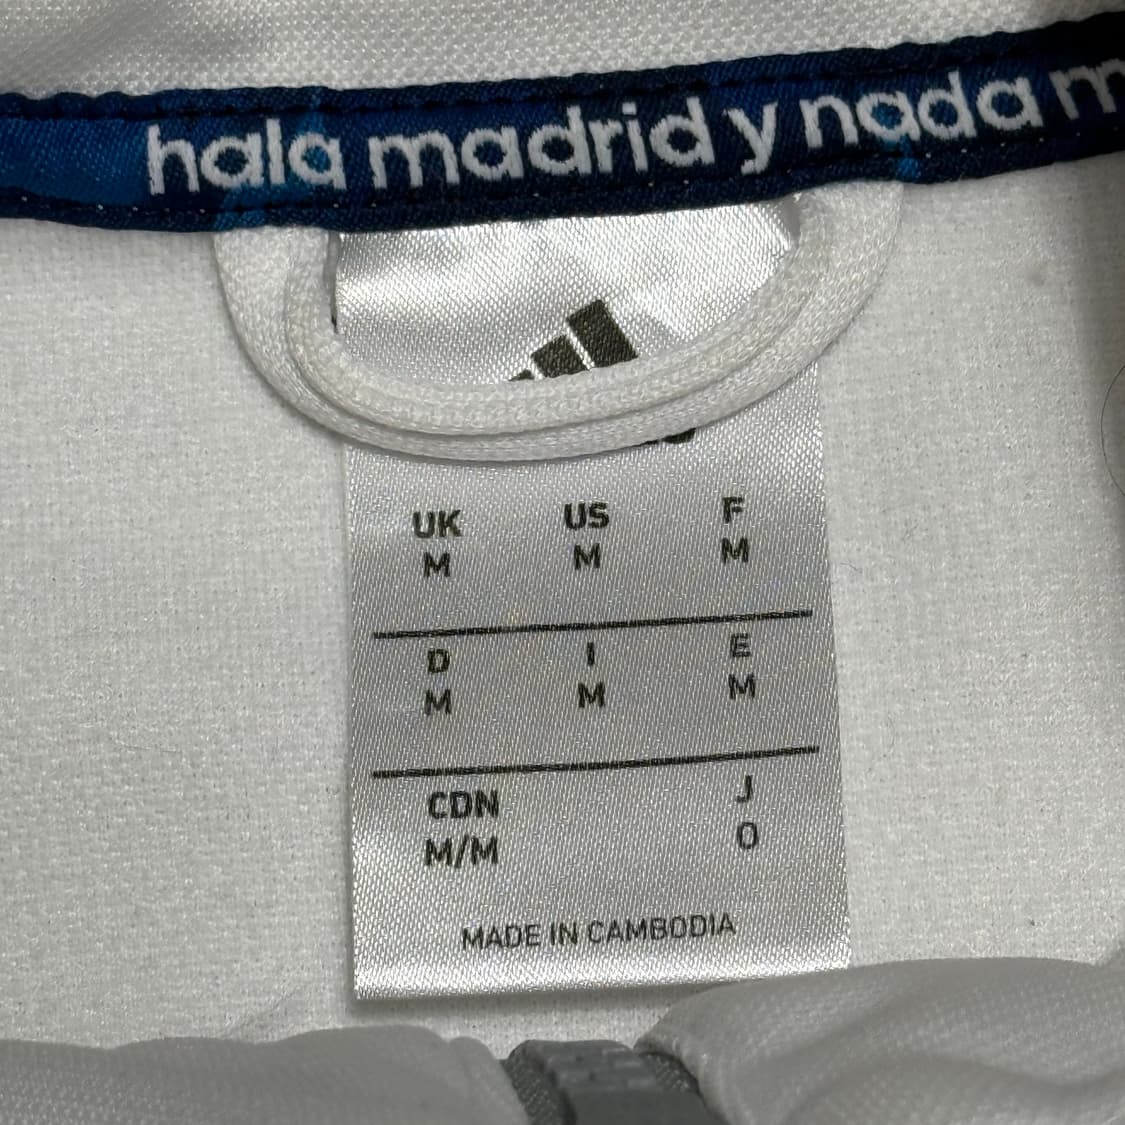 hala madrid y nada
UK US F
M M M
D I E
M M M
CDN J
M/M O
MADE IN CAMBODIA